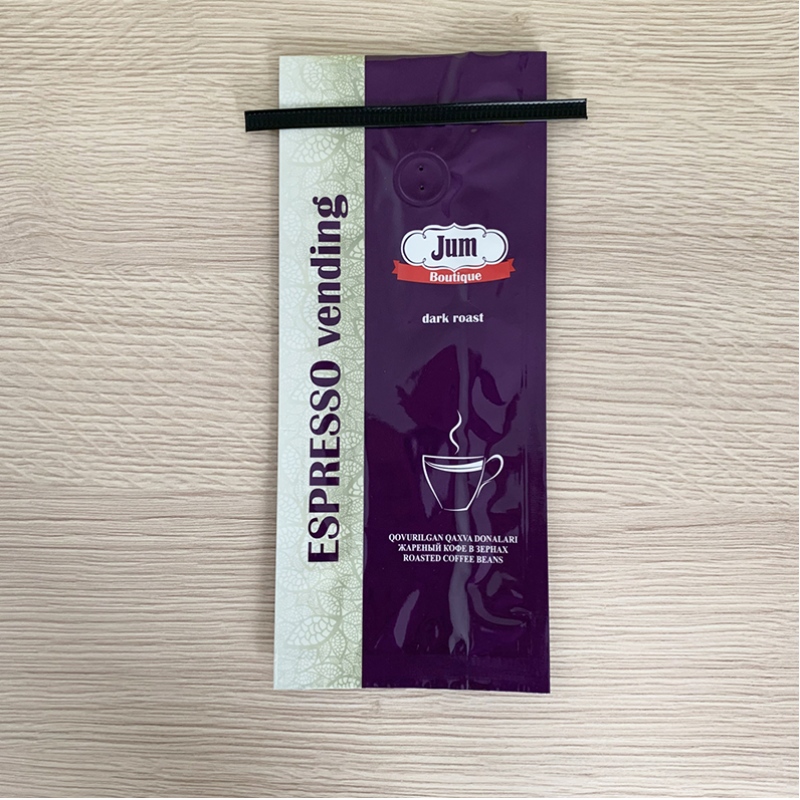 ESPRESSO vending
Jum
Boutique
dark roast
QOVURILGAN QAXVA DONALARI
ЖАРЕНЫЙ КОФЕ В ЗЕРНАХ
ROASTED COFFEE BEANS